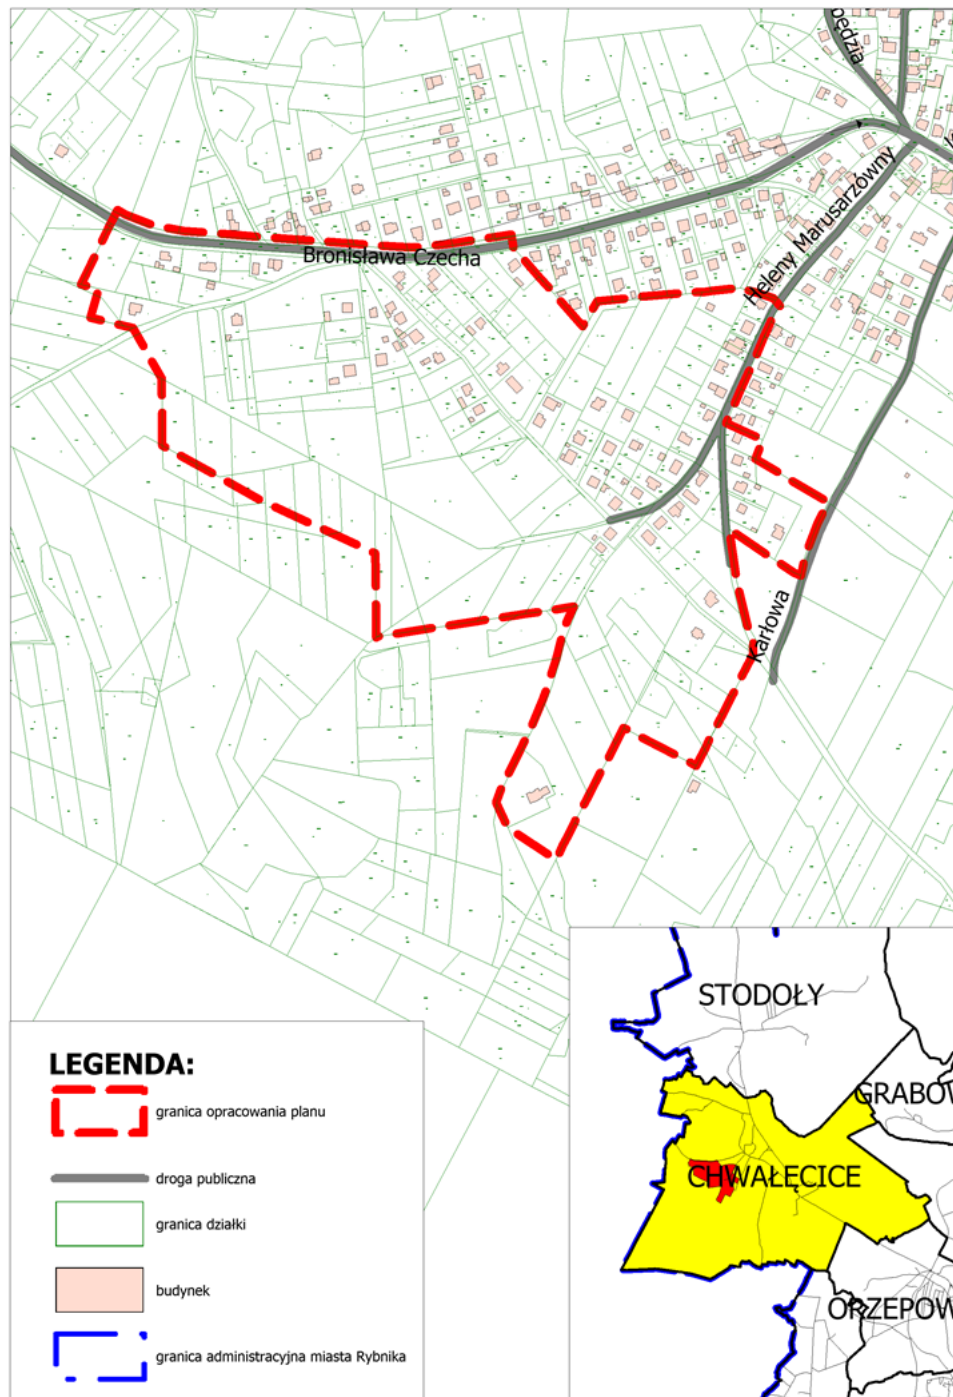 Bronisława Czecha
Heleny Marusarzówny
Karłowa
STODOŁY
CHWAŁĘCICE
LEGENDA:
granica opracowania planu
droga publiczna
granica działki
budynek
granica administracyjna miasta Rybnika